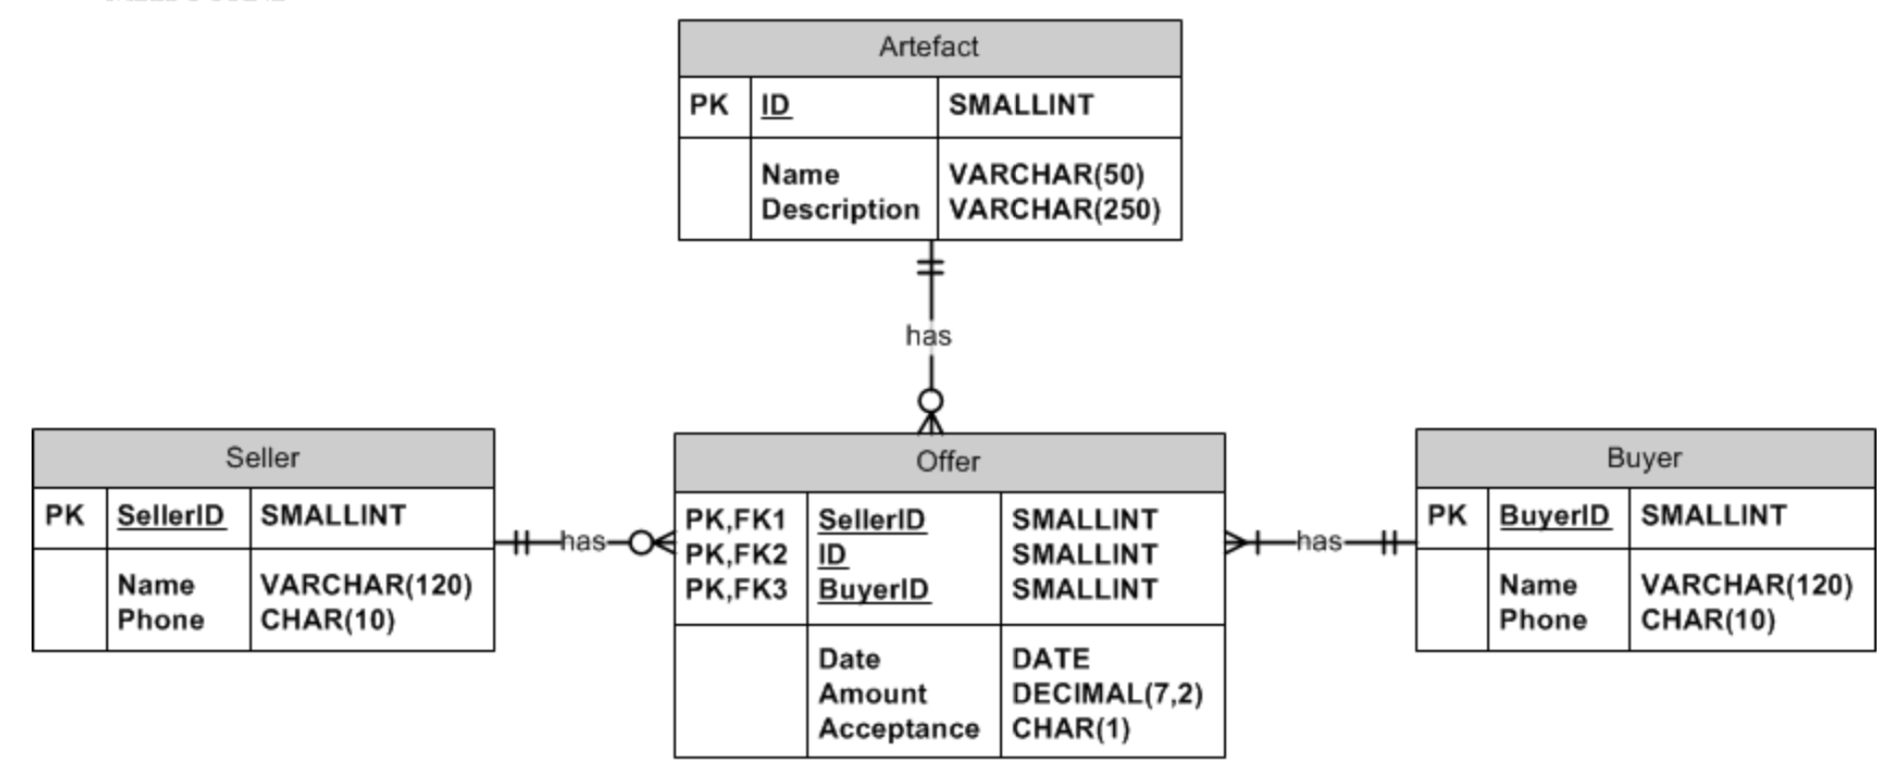 Artefact
PK ID SMALLINT
Name VARCHAR(50)
Description VARCHAR(250)
has
Seller
PK SellerID SMALLINT
Name VARCHAR(120)
Phone CHAR(10)
has
Offer
PK,FK1 SellerID SMALLINT
PK,FK2 ID SMALLINT
PK,FK3 BuyerID SMALLINT
Date DATE
Amount DECIMAL(7,2)
Acceptance CHAR(1)
has
Buyer
PK BuyerID SMALLINT
Name VARCHAR(120)
Phone CHAR(10)